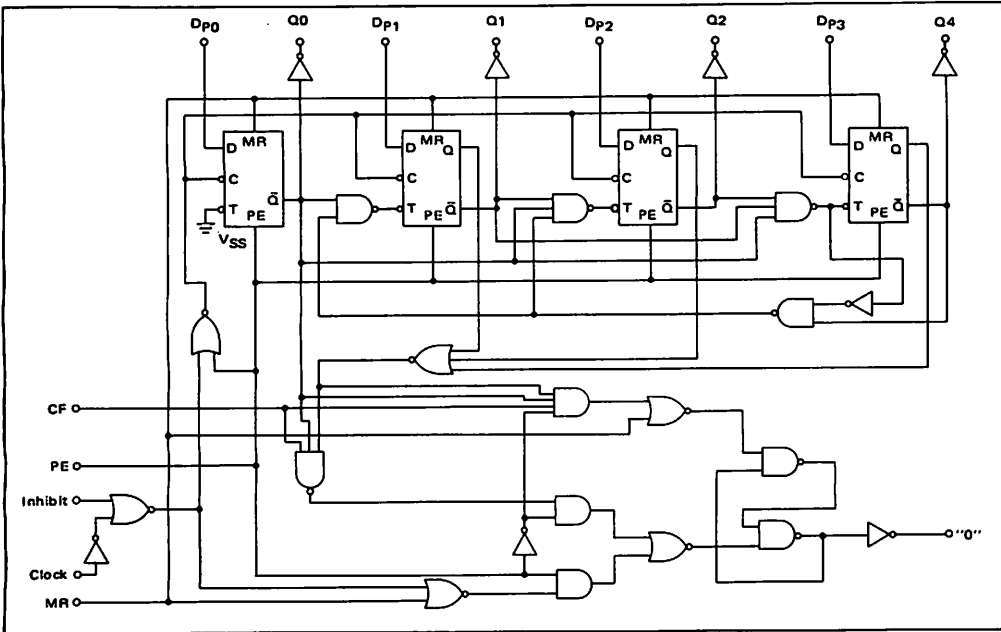 DP0 Q0 DP1 Q1 DP2 Q2 DP3 Q4
MR MR Q MR Q MR Q
D D D D
C Q̄ C C C
T PE T PE Q̄ T PE Q̄ T PE Q̄
VSS
CF
PE
Inhibit
"0"
Clock
MR